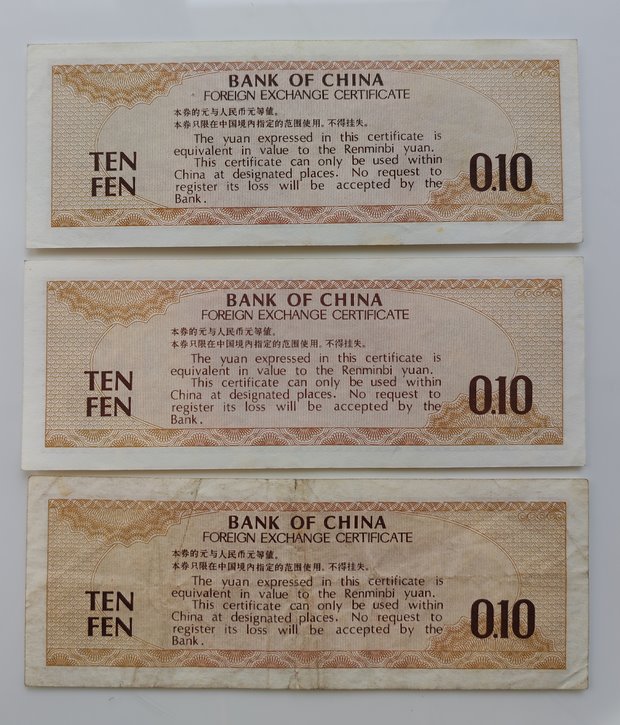 BANK OF CHINA
FOREIGN EXCHANGE CERTIFICATE
本券的元与人民币元等值。
本券只限在中国境内指定的范围使用，不得挂失。
The yuan expressed in this certificate is
equivalent in value to the Renminbi yuan.
This certificate can only be used within
China at designated places. No request to
register its loss will be accepted by the
Bank.
TEN
FEN
0.10
BANK OF CHINA
FOREIGN EXCHANGE CERTIFICATE
本券的元与人民币元等值。
本券只限在中国境内指定的范围使用，不得挂失。
The yuan expressed in this certificate is
equivalent in value to the Renminbi yuan.
This certificate can only be used within
China at designated places. No request to
register its loss will be accepted by the
Bank.
TEN
FEN
0.10
BANK OF CHINA
FOREIGN EXCHANGE CERTIFICATE
本券的元与人民币元等值。
本券只限在中国境内指定的范围使用，不得挂失。
The yuan expressed in this certificate is
equivalent in value to the Renminbi yuan.
This certificate can only be used within
China at designated places. No request to
register its loss will be accepted by the
Bank.
TEN
FEN
0.10